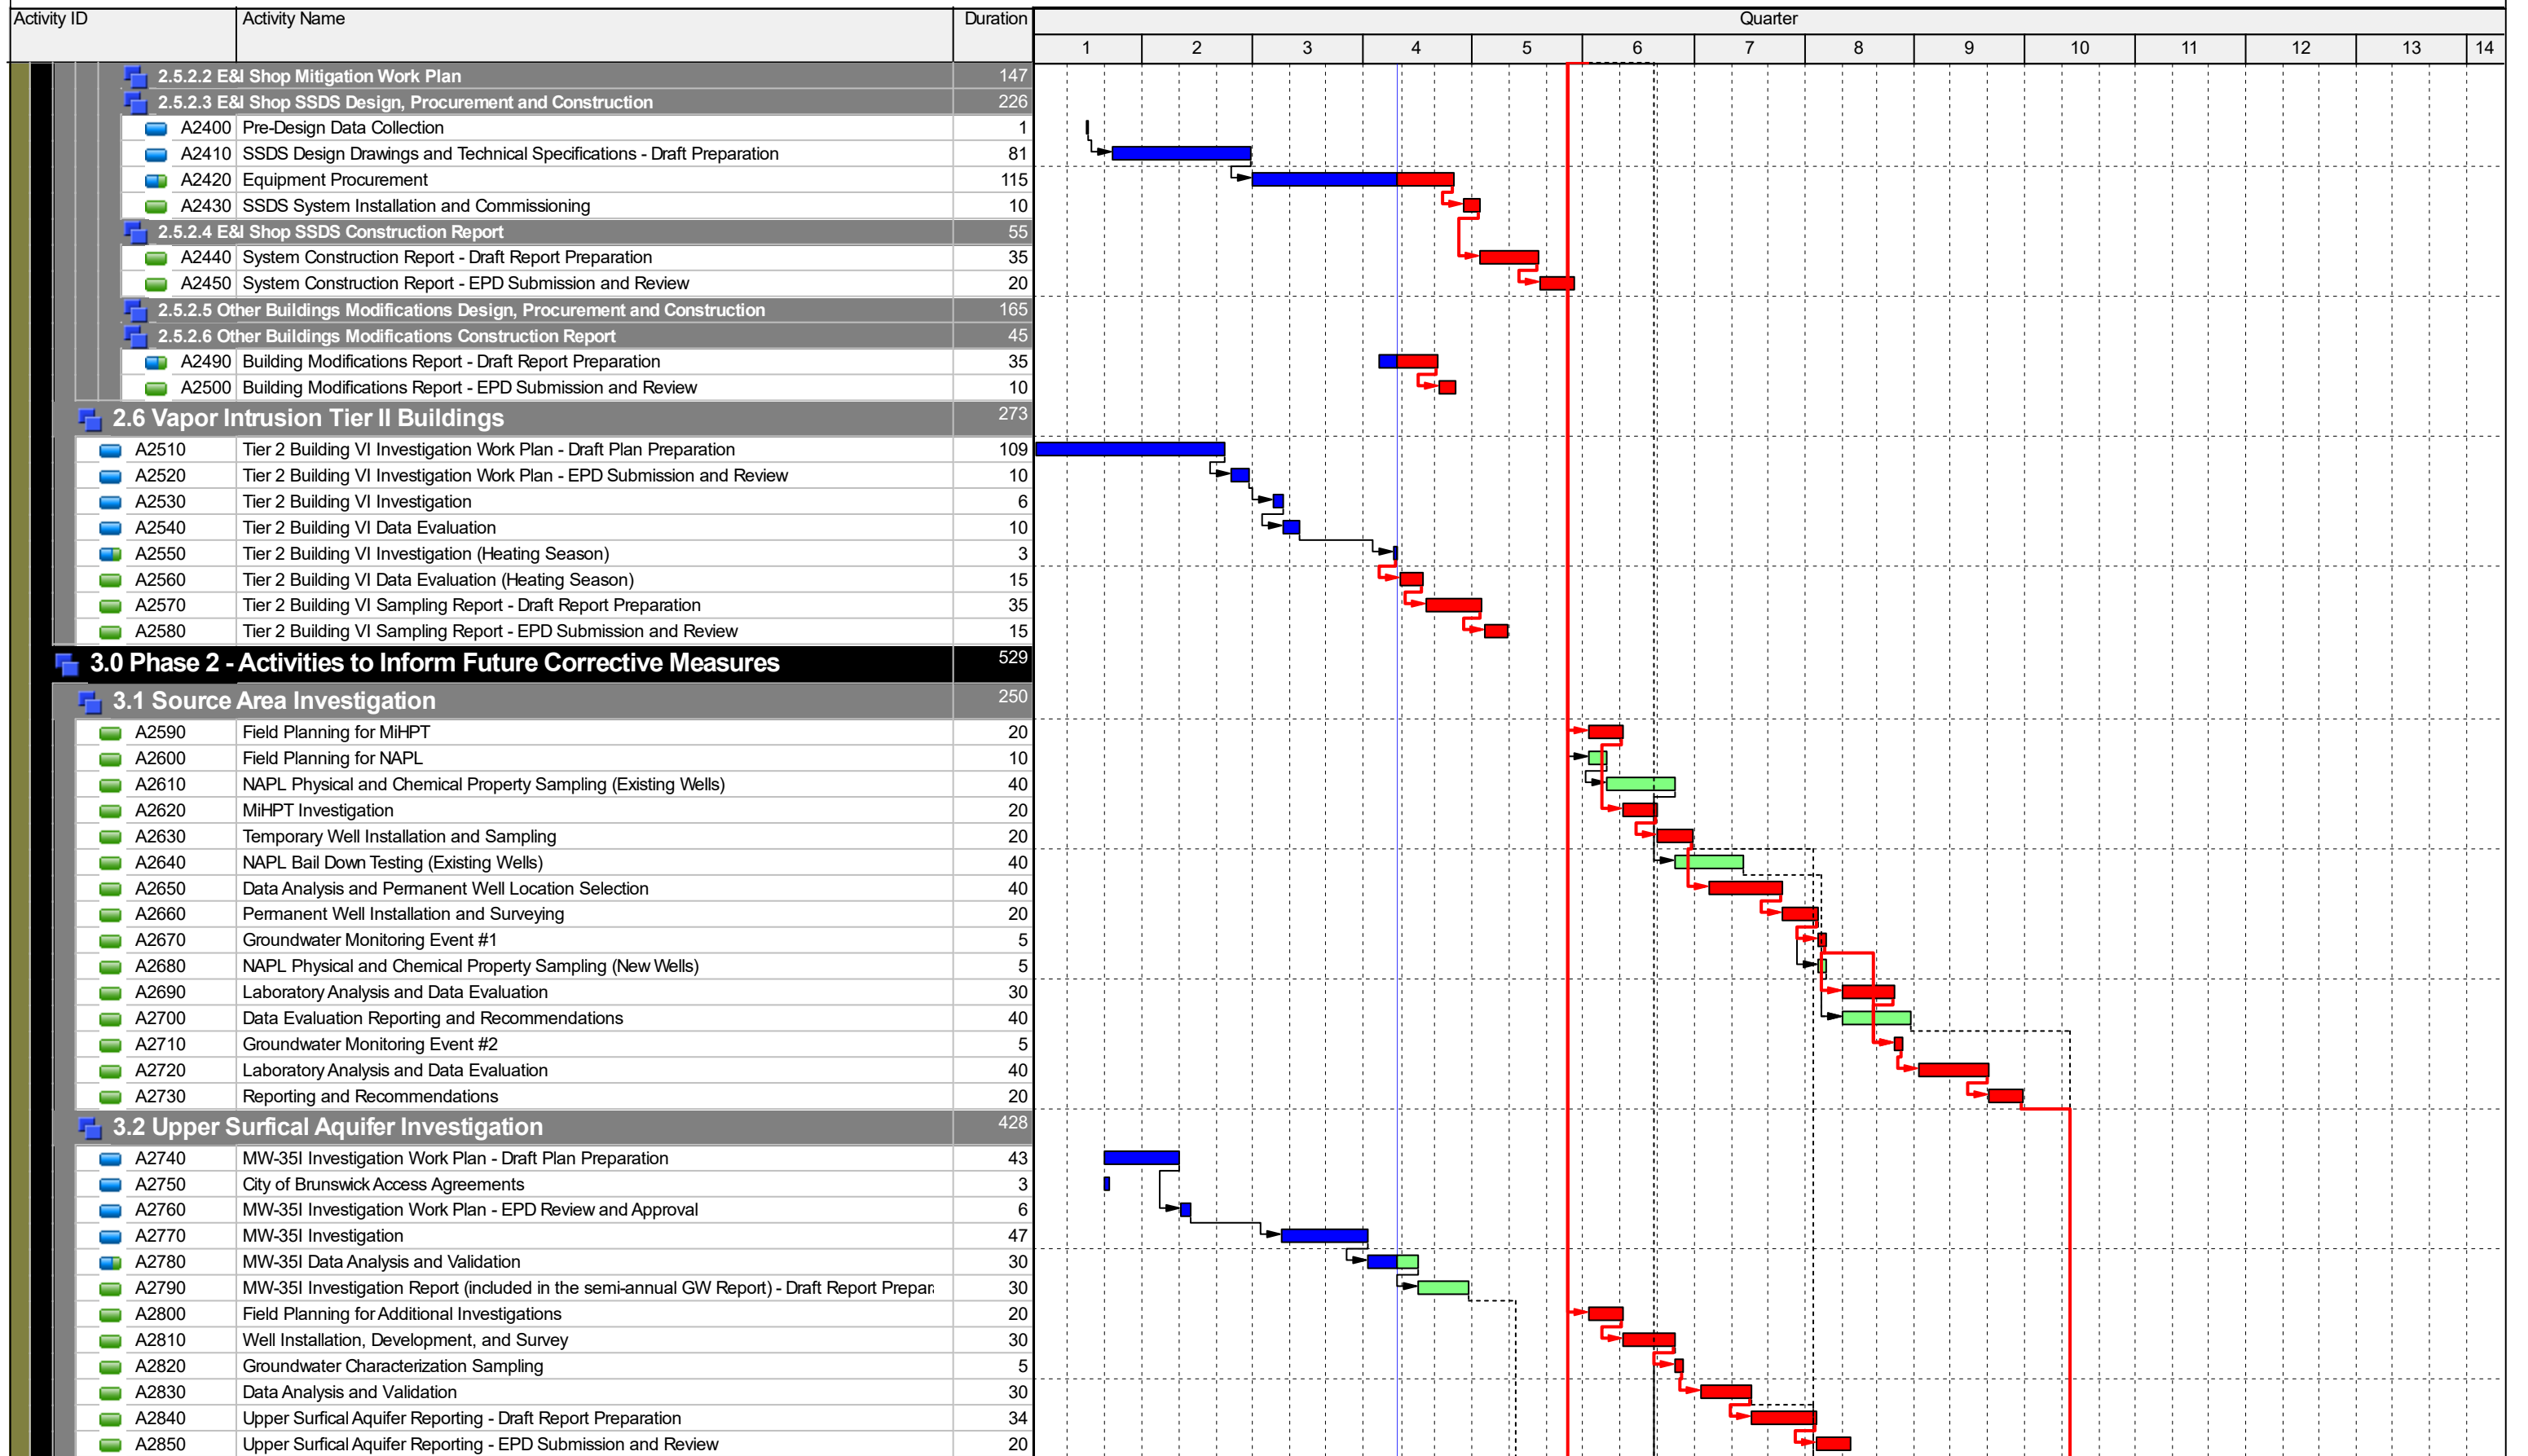 Activity ID Activity Name Duration Quarter
1 2 3 4 5 6 7 8 9 10 11 12 13 14
2.5.2.2 E&I Shop Mitigation Work Plan 147
2.5.2.3 E&I Shop SSDS Design, Procurement and Construction 226
A2400 Pre-Design Data Collection 1
A2410 SSDS Design Drawings and Technical Specifications - Draft Preparation 81
A2420 Equipment Procurement 115
A2430 SSDS System Installation and Commissioning 10
2.5.2.4 E&I Shop SSDS Construction Report 55
A2440 System Construction Report - Draft Report Preparation 35
A2450 System Construction Report - EPD Submission and Review 20
2.5.2.5 Other Buildings Modifications Design, Procurement and Construction 165
2.5.2.6 Other Buildings Modifications Construction Report 45
A2490 Building Modifications Report - Draft Report Preparation 35
A2500 Building Modifications Report - EPD Submission and Review 10
2.6 Vapor Intrusion Tier II Buildings 273
A2510 Tier 2 Building VI Investigation Work Plan - Draft Plan Preparation 109
A2520 Tier 2 Building VI Investigation Work Plan - EPD Submission and Review 10
A2530 Tier 2 Building VI Investigation 6
A2540 Tier 2 Building VI Data Evaluation 10
A2550 Tier 2 Building VI Investigation (Heating Season) 3
A2560 Tier 2 Building VI Data Evaluation (Heating Season) 15
A2570 Tier 2 Building VI Sampling Report - Draft Report Preparation 35
A2580 Tier 2 Building VI Sampling Report - EPD Submission and Review 15
3.0 Phase 2 - Activities to Inform Future Corrective Measures 529
3.1 Source Area Investigation 250
A2590 Field Planning for MiHPT 20
A2600 Field Planning for NAPL 10
A2610 NAPL Physical and Chemical Property Sampling (Existing Wells) 40
A2620 MiHPT Investigation 20
A2630 Temporary Well Installation and Sampling 20
A2640 NAPL Bail Down Testing (Existing Wells) 40
A2650 Data Analysis and Permanent Well Location Selection 40
A2660 Permanent Well Installation and Surveying 20
A2670 Groundwater Monitoring Event #1 5
A2680 NAPL Physical and Chemical Property Sampling (New Wells) 5
A2690 Laboratory Analysis and Data Evaluation 30
A2700 Data Evaluation Reporting and Recommendations 40
A2710 Groundwater Monitoring Event #2 5
A2720 Laboratory Analysis and Data Evaluation 40
A2730 Reporting and Recommendations 20
3.2 Upper Surfical Aquifer Investigation 428
A2740 MW-35I Investigation Work Plan - Draft Plan Preparation 43
A2750 City of Brunswick Access Agreements 3
A2760 MW-35I Investigation Work Plan - EPD Review and Approval 6
A2770 MW-35I Investigation 47
A2780 MW-35I Data Analysis and Validation 30
A2790 MW-35I Investigation Report (included in the semi-annual GW Report) - Draft Report Prepar 30
A2800 Field Planning for Additional Investigations 20
A2810 Well Installation, Development, and Survey 30
A2820 Groundwater Characterization Sampling 5
A2830 Data Analysis and Validation 30
A2840 Upper Surfical Aquifer Reporting - Draft Report Preparation 34
A2850 Upper Surfical Aquifer Reporting - EPD Submission and Review 20